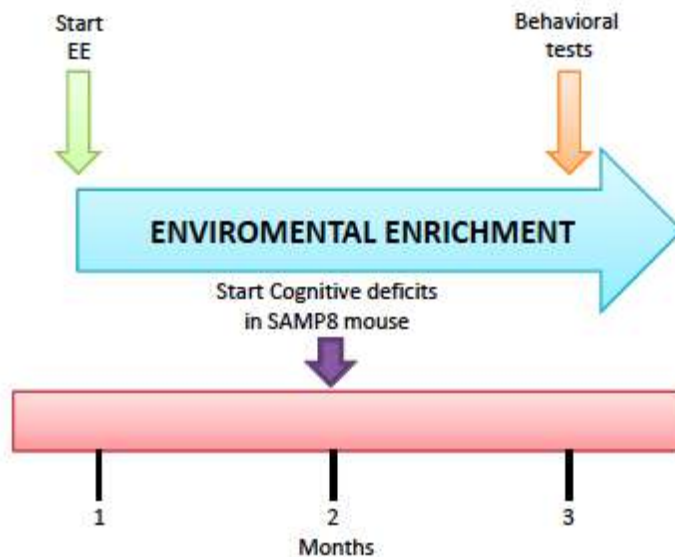 Start
EE
Behavioral
tests
ENVIROMENTAL ENRICHMENT
Start Cognitive deficits
in SAMP8 mouse
1
2
3
Months